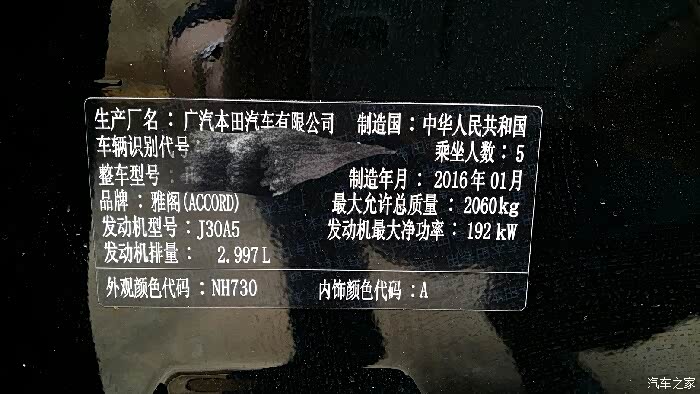 生产厂名：广汽本田汽车有限公司 制造国：中华人民共和国
车辆识别代号： 乘坐人数：5
整车型号： 制造年月：2016年01月
品牌：雅阁(ACCORD) 最大允许总质量：2060kg
发动机型号：J30A5 发动机最大净功率：192kW
发动机排量：2.997L
外观颜色代码：NH730 内饰颜色代码：A
汽车之家